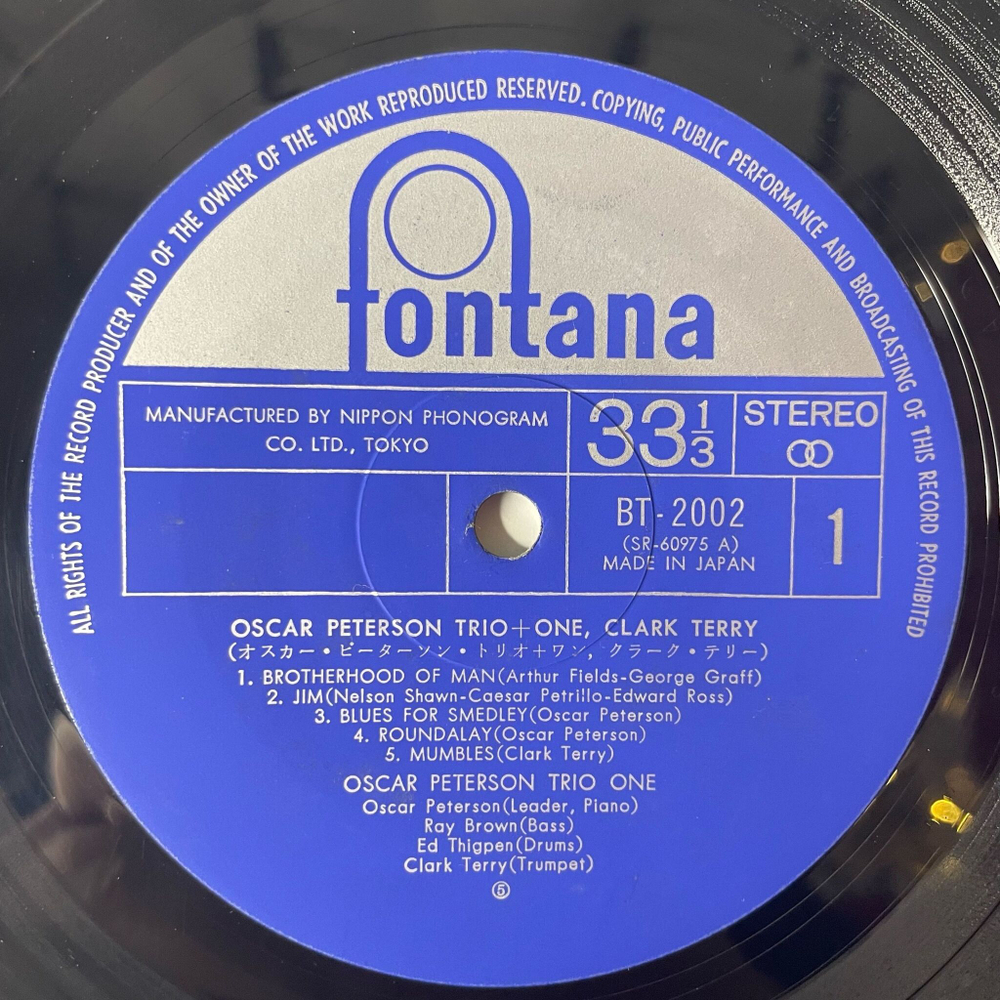 ALL RIGHTS OF THE RECORD PRODUCER AND OF THE OWNER OF THE WORK REPRODUCED RESERVED. COPYING, PUBLIC PERFORMANCE AND BROADCASTING OF THIS RECORD PROHIBITED
fontana
MANUFACTURED BY NIPPON PHONOGRAM
CO. LTD., TOKYO
33 1/3
STEREO
BT-2002
(SR-60975 A)
MADE IN JAPAN
1
OSCAR PETERSON TRIO+ONE, CLARK TERRY
(オスカー・ピーターソン・トリオ+ワン, クラーク・テリー)
1. BROTHERHOOD OF MAN(Arthur Fields-George Graff)
2. JIM(Nelson Shawn-Caesar Petrillo-Edward Ross)
3. BLUES FOR SMEDLEY(Oscar Peterson)
4. ROUNDALAY(Oscar Peterson)
5. MUMBLES(Clark Terry)
OSCAR PETERSON TRIO ONE
Oscar Peterson(Leader, Piano)
Ray Brown(Bass)
Ed Thigpen(Drums)
Clark Terry(Trumpet)
⑤